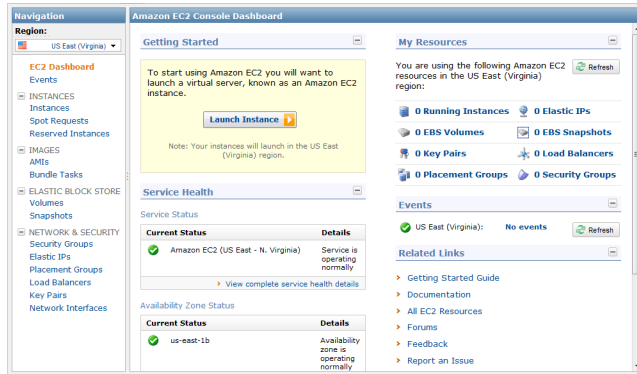 Navigation
Region:
US East (Virginia)
EC2 Dashboard
Events
INSTANCES
Instances
Spot Requests
Reserved Instances
IMAGES
AMIs
Bundle Tasks
ELASTIC BLOCK STORE
Volumes
Snapshots
NETWORK & SECURITY
Security Groups
Elastic IPs
Placement Groups
Load Balancers
Key Pairs
Network Interfaces
Amazon EC2 Console Dashboard
Getting Started
To start using Amazon EC2 you will want to
launch a virtual server, known as an Amazon EC2
instance.
Launch Instance
Note: Your instances will launch in the US East
(Virginia) region.
Service Health
Service Status
Current Status Details
Amazon EC2 (US East - N. Virginia) Service is
operating
normally
View complete service health details
Availability Zone Status
Current Status Details
us-east-1b Availability
zone is
operating
normally
My Resources
You are using the following Amazon EC2
resources in the US East (Virginia)
region:
Refresh
0 Running Instances 0 Elastic IPs
0 EBS Volumes 0 EBS Snapshots
0 Key Pairs 0 Load Balancers
0 Placement Groups 0 Security Groups
Events
US East (Virginia): No events Refresh
Related Links
Getting Started Guide
Documentation
All EC2 Resources
Forums
Feedback
Report an Issue